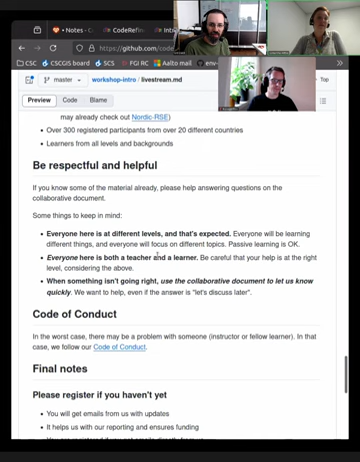 Notes - C
CodeRefin
Int
https://github.com/code
CSC
CSCGIS board
SCS
FGI RC
Aalto mail
env-
master
workshop-intro / livestream.md
Top
Preview
Code
Blame
may already check out Nordic-RSE)
Over 300 registered participants from over 20 different countries
Learners from all levels and backgrounds
Be respectful and helpful
If you know some of the material already, please help answering questions on the
collaborative document.
Some things to keep in mind:
Everyone here is at different levels, and that's expected. Everyone will be learning
different things, and everyone will focus on different topics. Passive learning is OK.
Everyone here is both a teacher and a learner. Be careful that your help is at the right
level, considering the above.
When something isn't going right, use the collaborative document to let us know
quickly. We want to help, even if the answer is "let's discuss later".
Code of Conduct
In the worst case, there may be a problem with someone (instructor or fellow learner). In that
case, we follow our Code of Conduct.
Final notes
Please register if you haven't yet
You will get emails from us with updates
It helps us with our reporting and ensures funding